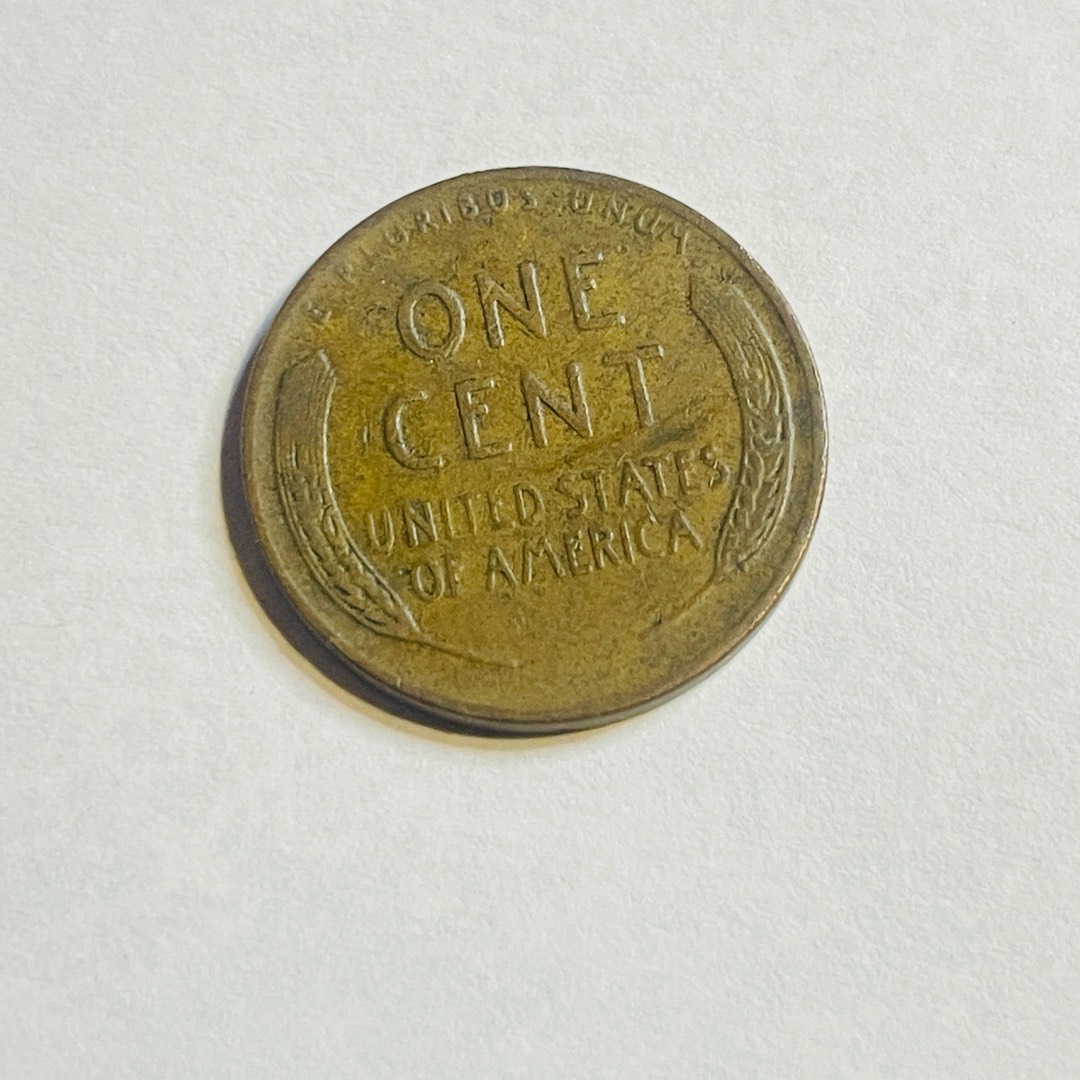 E PLURIBUS UNUM
ONE
CENT
UNITED STATES
OF AMERICA